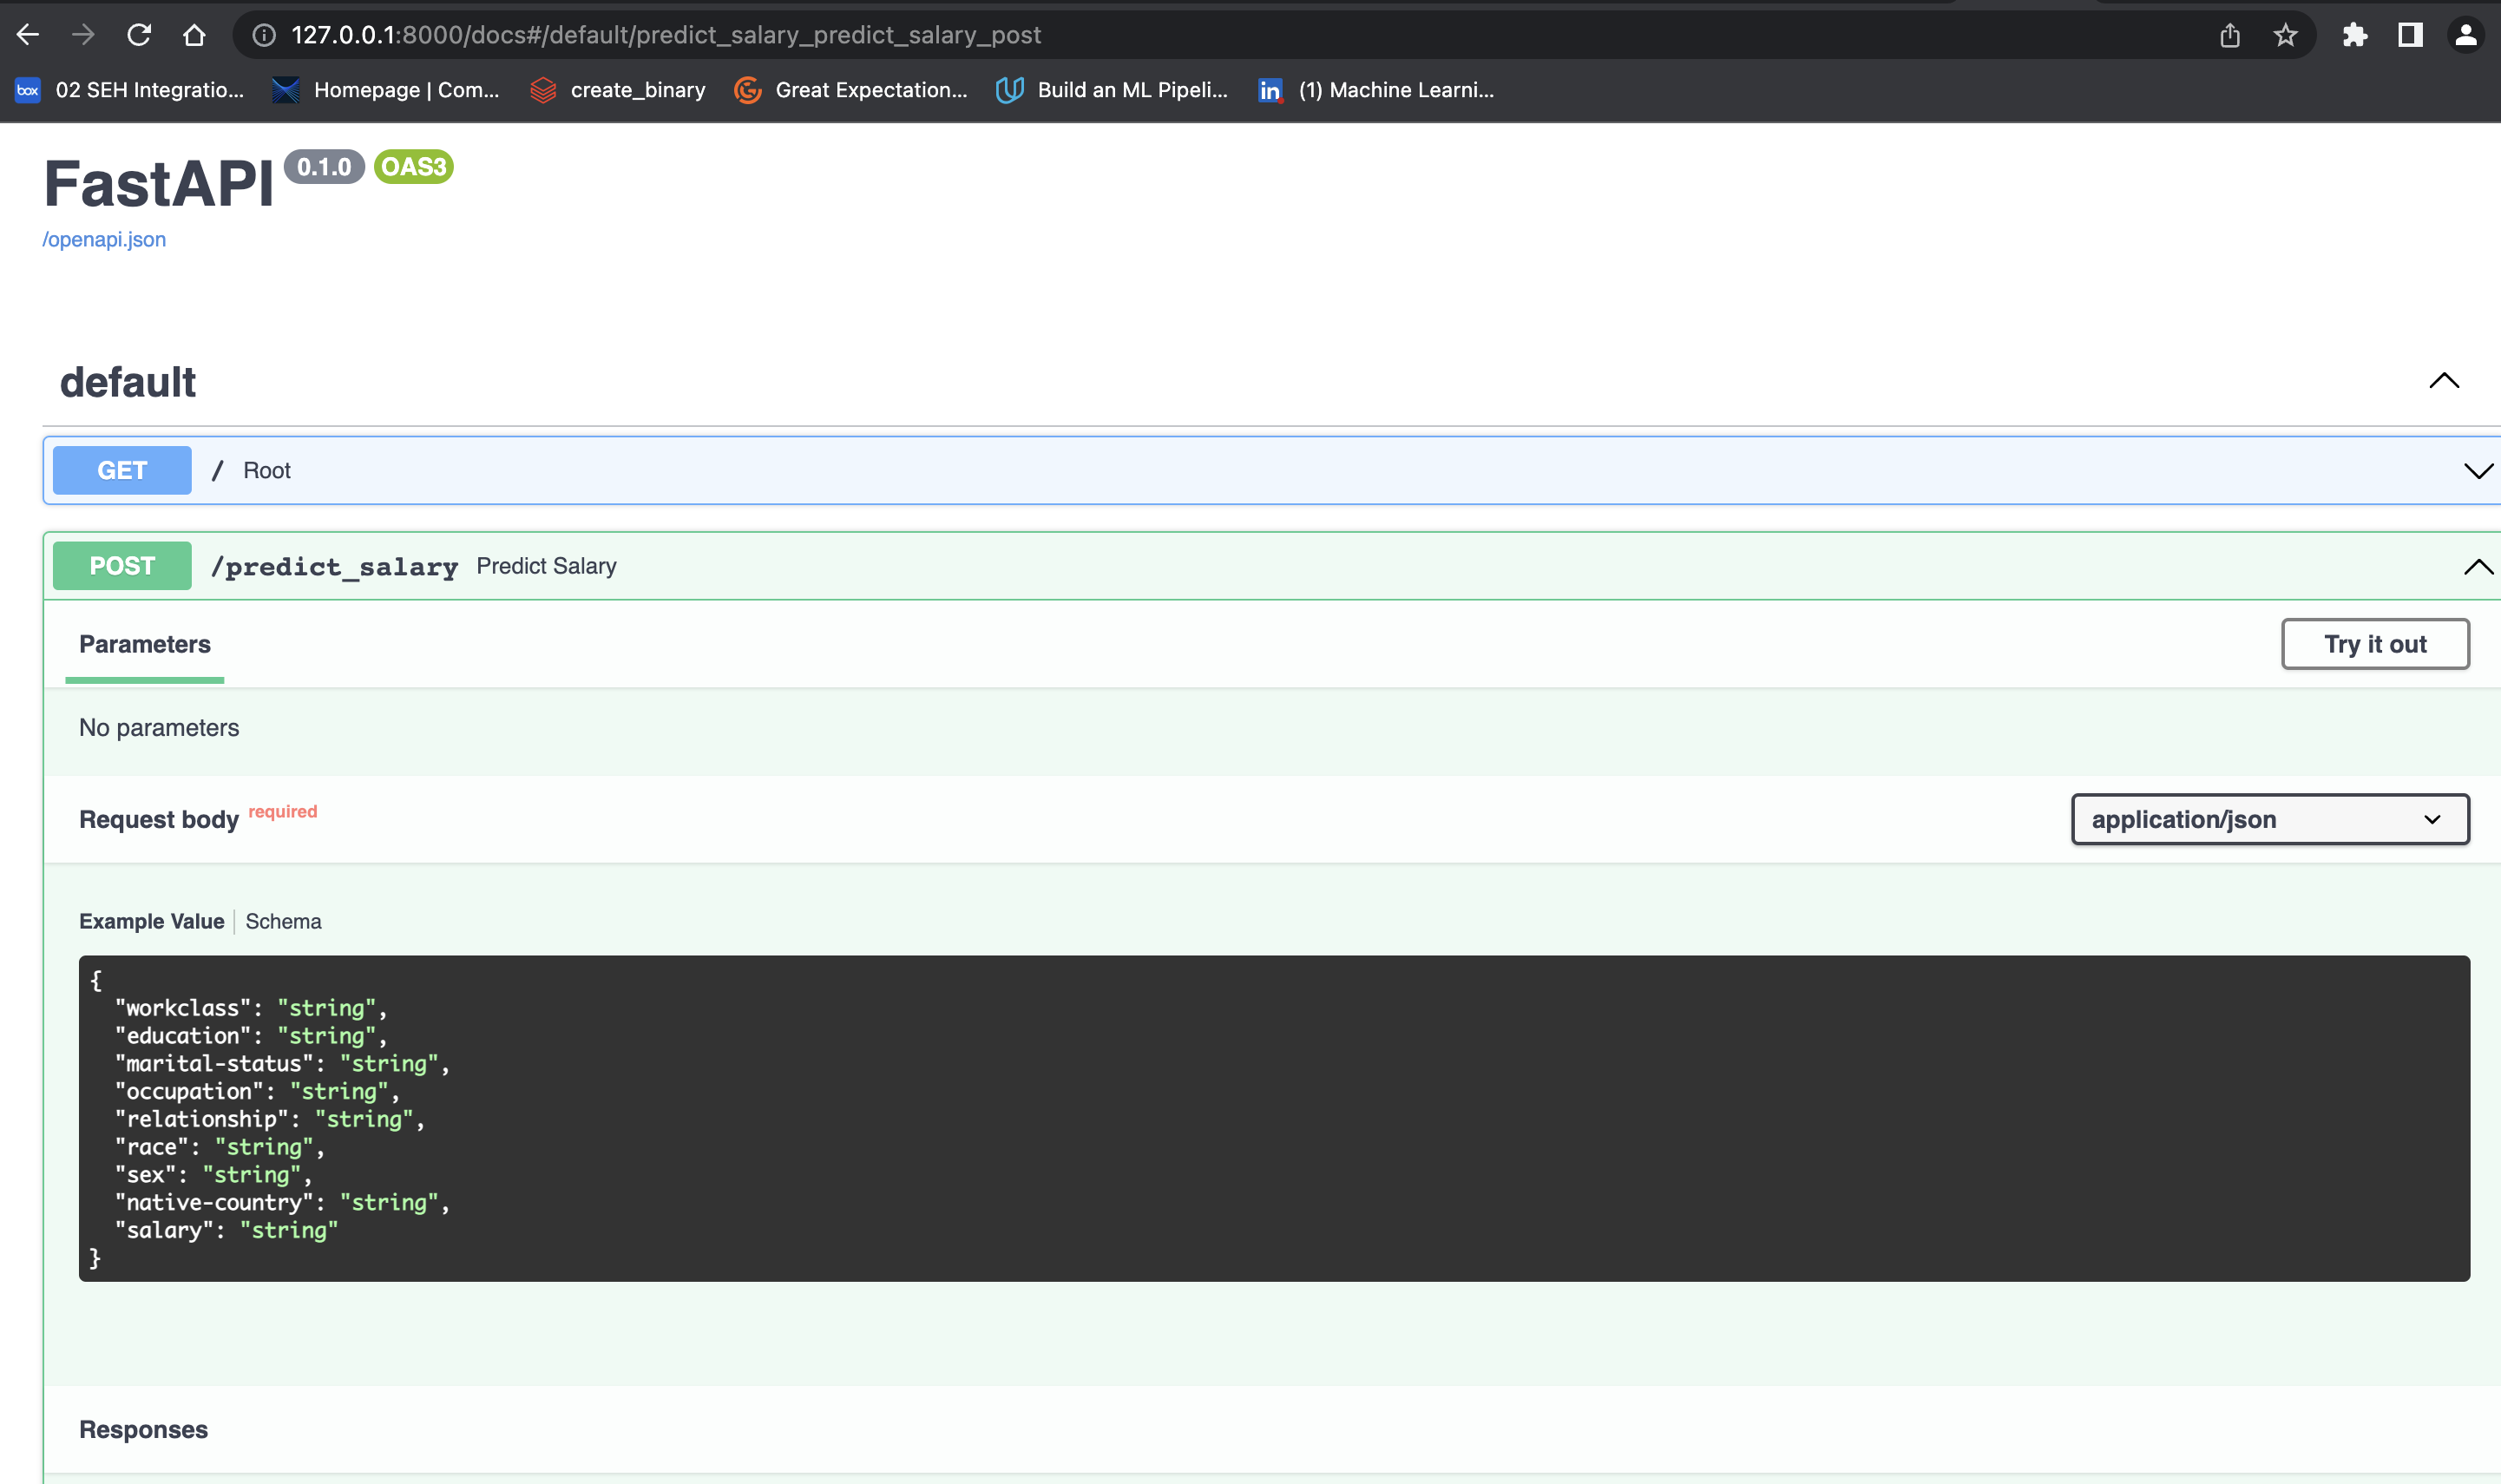 127.0.0.1:8000/docs#/default/predict_salary_predict_salary_post
box 02 SEH Integratio... Homepage | Com... create_binary Great Expectation... Build an ML Pipeli... in (1) Machine Learni...
FastAPI 0.1.0 OAS3
/openapi.json
default
GET / Root
POST /predict_salary Predict Salary
Parameters Try it out
No parameters
Request body required application/json
Example Value Schema
{
"workclass": "string",
"education": "string",
"marital-status": "string",
"occupation": "string",
"relationship": "string",
"race": "string",
"sex": "string",
"native-country": "string",
"salary": "string"
}
Responses